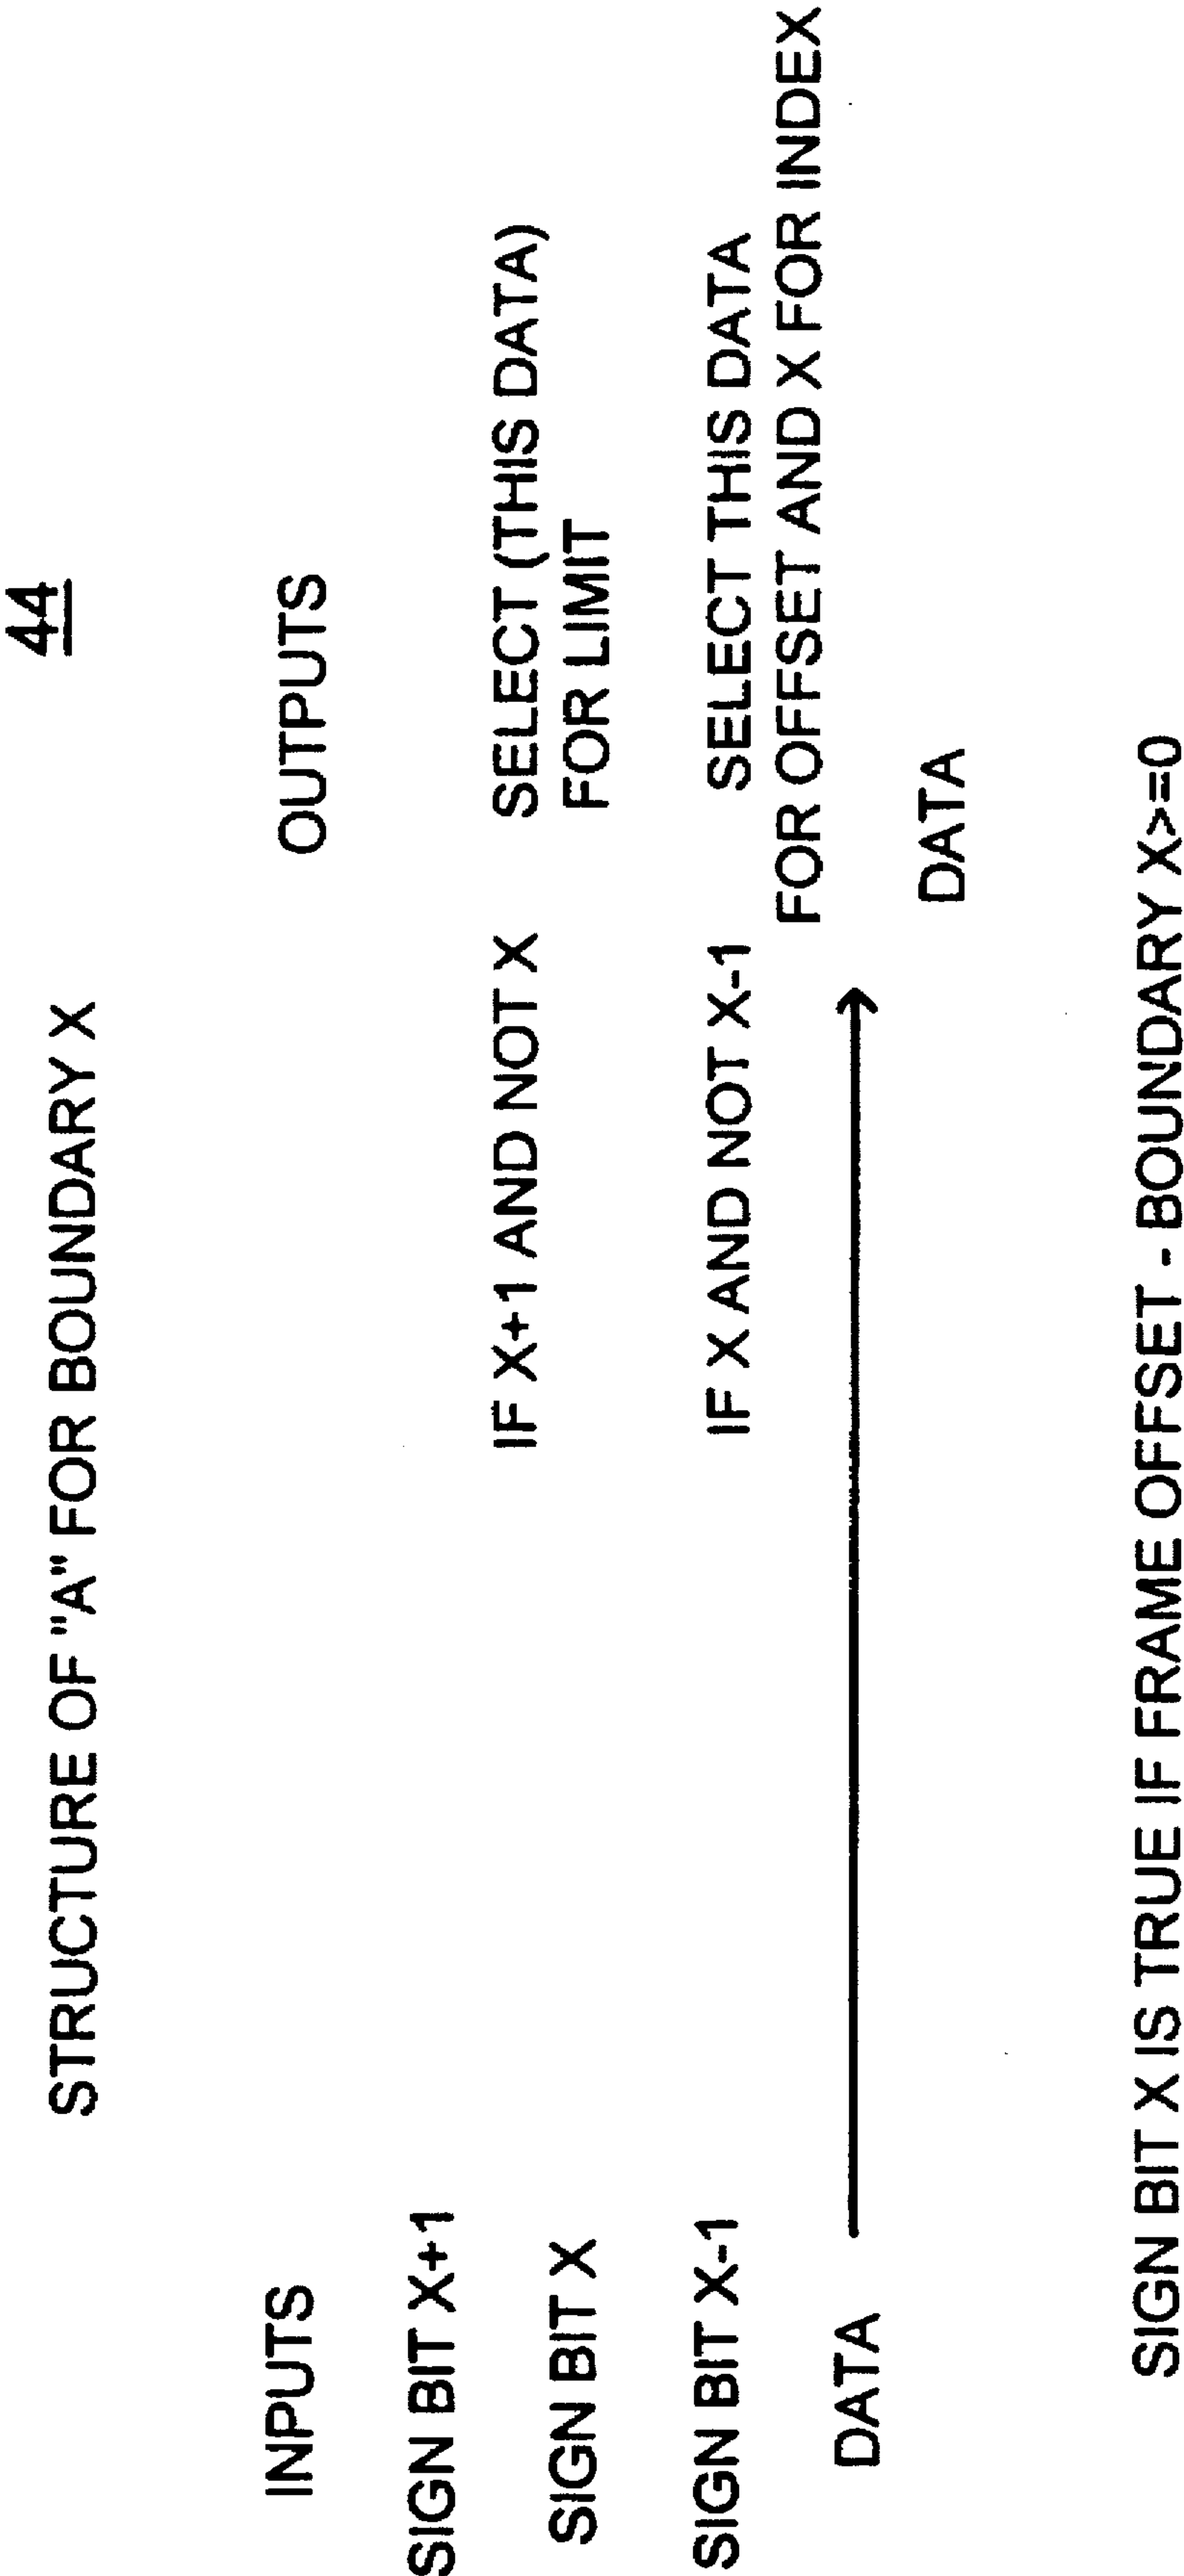 44
STRUCTURE OF "A" FOR BOUNDARY X
INPUTS
OUTPUTS
SIGN BIT X+1
IF X+1 AND NOT X
SELECT (THIS DATA)
FOR LIMIT
SIGN BIT X
SIGN BIT X-1
IF X AND NOT X-1
SELECT THIS DATA
FOR OFFSET AND X FOR INDEX
DATA
DATA
SIGN BIT X IS TRUE IF FRAME OFFSET - BOUNDARY X>=0